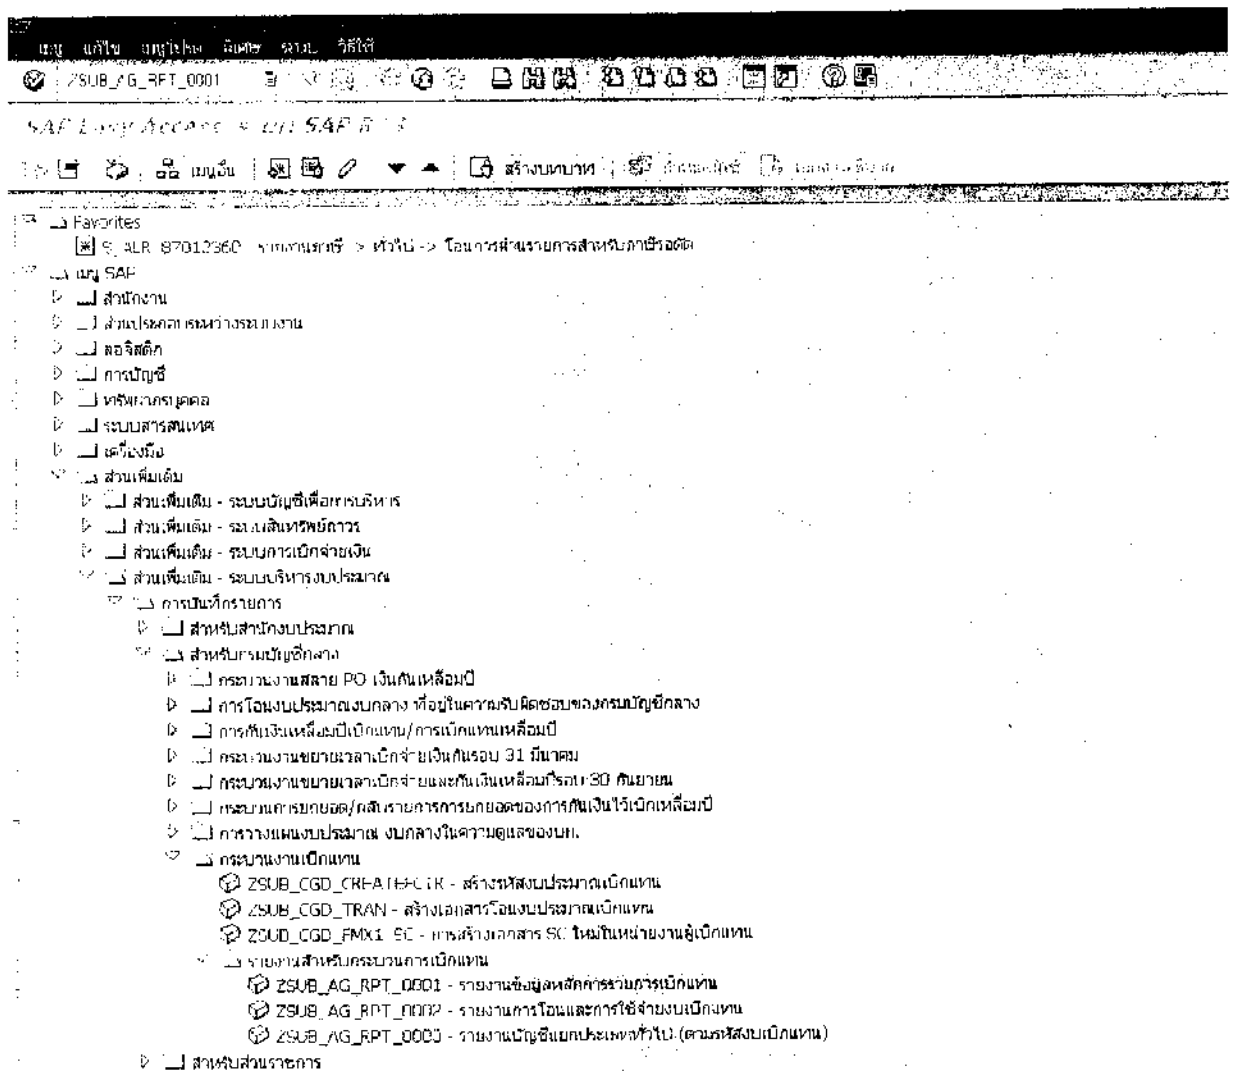 เมนู แก้ไข เมนูโปรด พิเศษ ระบบ วิธีใช้
ZSUB_AG_RPT_0001
SAP Easy Access SAP R/3
เมนูอื่น สร้างบทบาท
Favorites
S_ALR_87012360 - รายงานภาษี -> ทั่วไป -> โอนการผ่านรายการสำหรับภาษีรอตัด
เมนู SAP
สำนักงาน
ส่วนประกอบระหว่างระบบงาน
ลอจิสติก
การบัญชี
ทรัพยากรบุคคล
ระบบสารสนเทศ
เครื่องมือ
ส่วนเพิ่มเติม
ส่วนเพิ่มเติม - ระบบบัญชีเพื่อการบริหาร
ส่วนเพิ่มเติม - ระบบสินทรัพย์ถาวร
ส่วนเพิ่มเติม - ระบบการเบิกจ่ายเงิน
ส่วนเพิ่มเติม - ระบบบริหารงบประมาณ
การบันทึกรายการ
สำหรับสำนักงบประมาณ
สำหรับกรมบัญชีกลาง
กระบวนงานสลาย PO เงินกันเหลื่อมปี
การโอนงบประมาณงบกลาง ที่อยู่ในความรับผิดชอบของกรมบัญชีกลาง
การกันเงินเหลื่อมปีเบิกแทน/การเบิกแทนเหลื่อมปี
กระบวนงานขยายเวลาเบิกจ่ายเงินกันรอบ 31 มีนาคม
กระบวนงานขยายเวลาเบิกจ่ายและกันเงินเหลื่อมปีรอบ 30 กันยายน
กระบวนการยกยอด/กลับรายการการยกยอดของการกันเงินไว้เบิกเหลื่อมปี
การวางแผนงบประมาณ งบกลางในความดูแลของบก.
กระบวนงานเบิกแทน
ZSUB_CGD_CREATEFCTR - สร้างรหัสงบประมาณเบิกแทน
ZSUB_CGD_TRAN - สร้างเอกสารโอนงบประมาณเบิกแทน
ZSUB_CGD_FMX1_SC - การสร้างเอกสาร SC ใหม่ในหน่วยงานผู้เบิกแทน
รายงานสำหรับกระบวนการเบิกแทน
ZSUB_AG_RPT_0001 - รายงานข้อมูลหลักการรวมการเบิกแทน
ZSUB_AG_RPT_0002 - รายงานการโอนและการใช้จ่ายงบเบิกแทน
ZSUB_AG_RPT_0003 - รายงานบัญชีแยกประเภททั่วไป (ตามรหัสงบเบิกแทน)
สำหรับส่วนราชการ